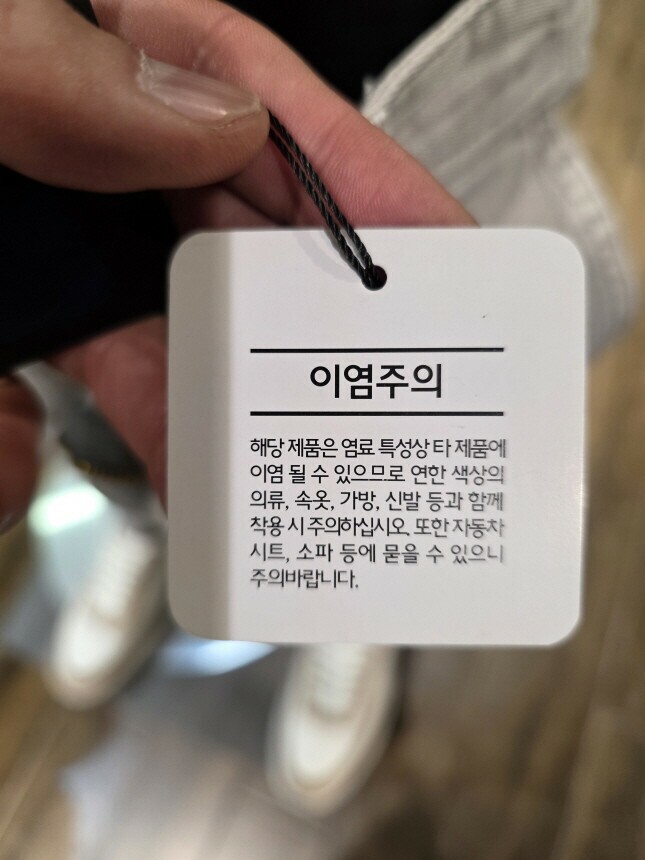 이염주의
해당 제품은 염료 특성상 타 제품에
이염 될 수 있으므로 연한 색상의
의류, 속옷, 가방, 신발 등과 함께
착용 시 주의하십시오. 또한 자동차
시트, 소파 등에 묻을 수 있으니
주의바랍니다.